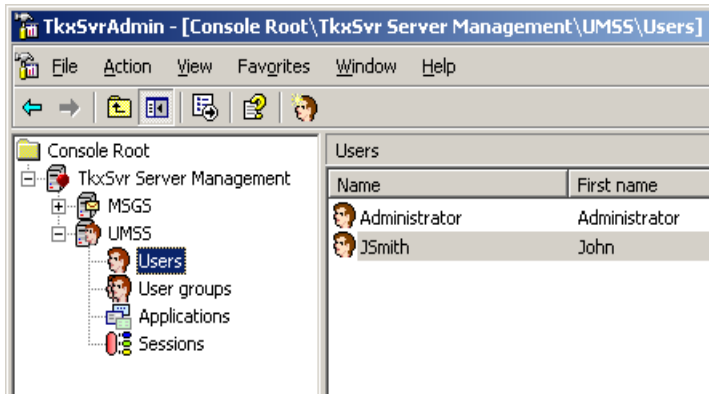 TkxSvrAdmin - [Console Root\TkxSvr Server Management\UMSS\Users]
File Action View Favorites Window Help
Console Root
TkxSvr Server Management
MSGS
UMSS
Users
User groups
Applications
Sessions
Users
Name First name
Administrator Administrator
JSmith John